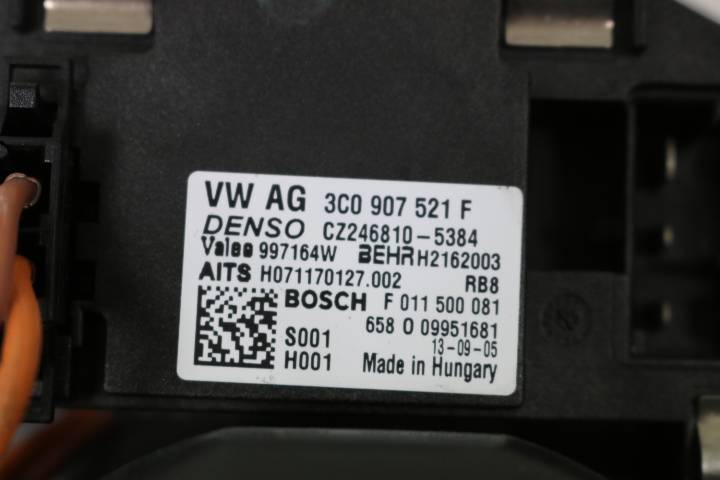 VW AG 3C0 907 521 F
DENSO CZ246810-5384
Valeo 997164W BEHR H2162003
AITS H071170127.002 RB8
BOSCH F 011 500 081
658 0 09951681
S001 13-09-05
H001 Made in Hungary